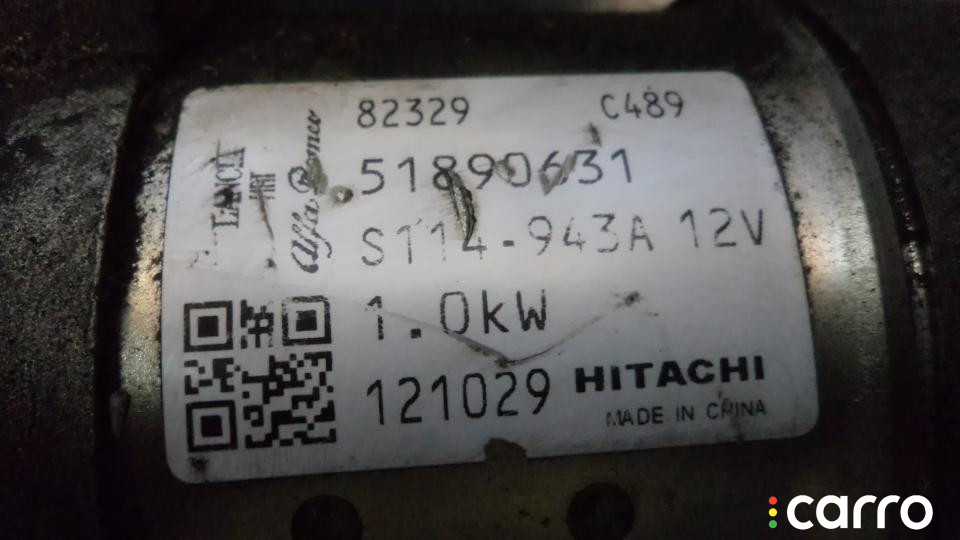 82329 C489
51890631
S114-943A 12V
1.0kW
121029 HITACHI
MADE IN CHINA
LANCIA
FIAT
Alfa Romeo
carro